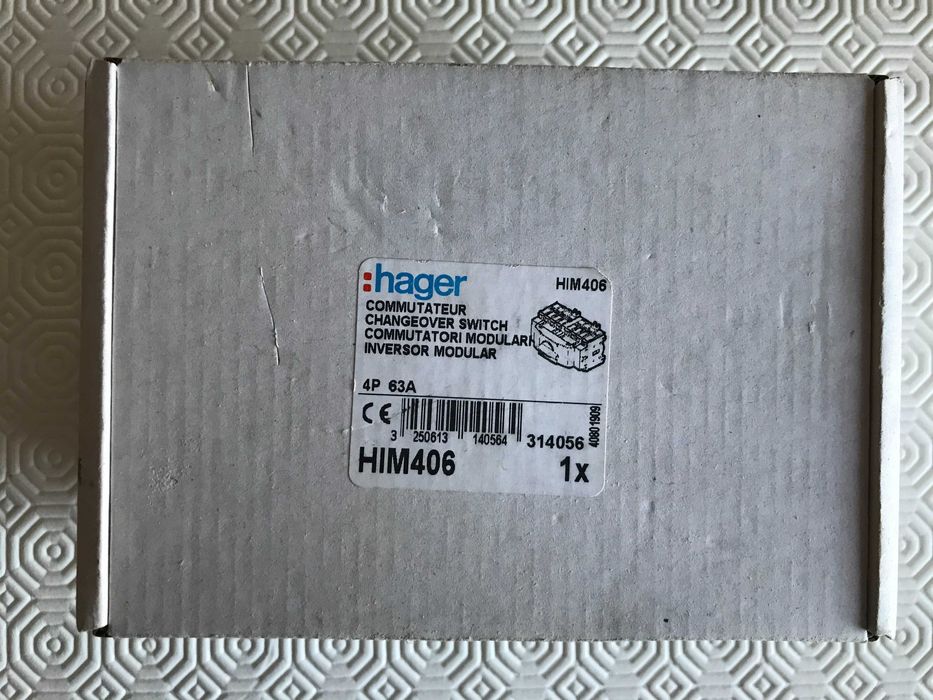 :hager HIM406
COMMUTATEUR
CHANGEOVER SWITCH
COMMUTATORI MODULARI
INVERSOR MODULAR
4P 63A
CE
3 250613 140564 314056
40801909
HIM406 1x